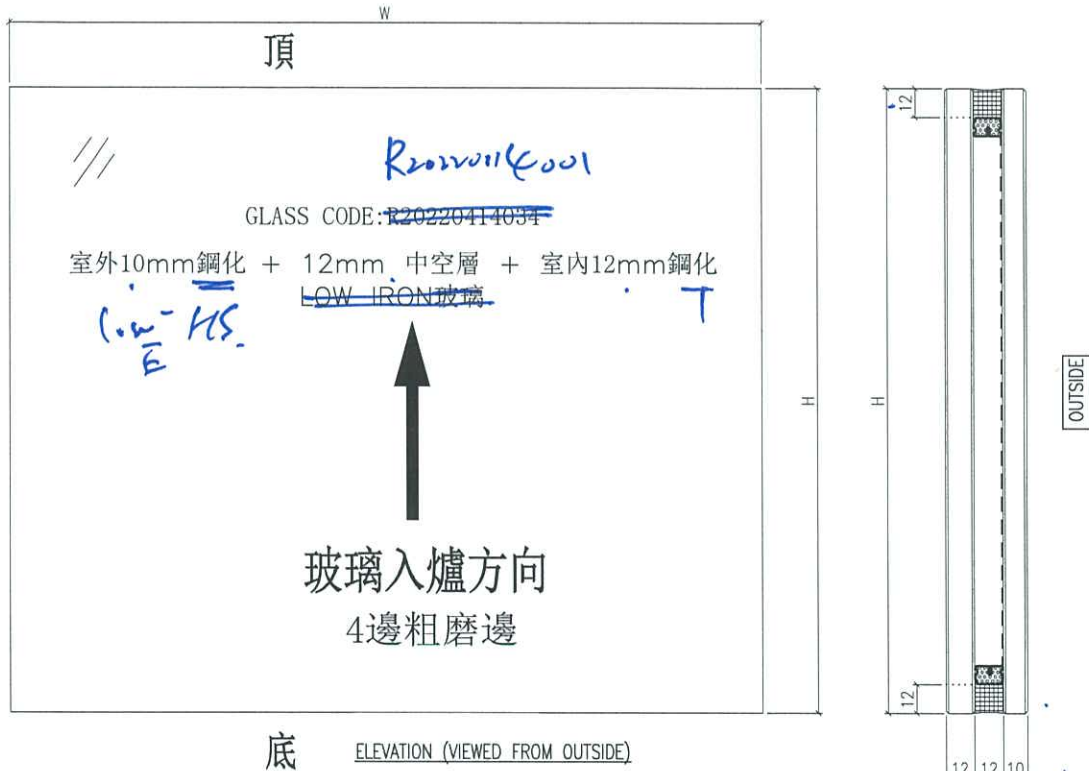 W
頂
R20220114001
GLASS CODE:R20220414034
室外10mm鋼化 + 12mm 中空層 + 室內12mm鋼化
LOW IRON玻璃
low-E HS.
T
玻璃入爐方向
4邊粗磨邊
H
底
ELEVATION (VIEWED FROM OUTSIDE)
12
H
OUTSIDE
12
12 12 10